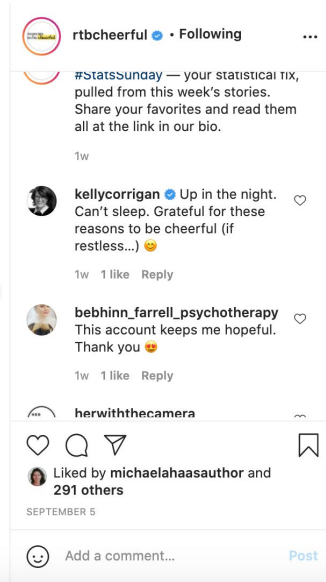 rtbcheerful • Following
#StatsSunday — your statistical fix,
pulled from this week's stories.
Share your favorites and read them
all at the link in our bio.
1w
kellycorrigan Up in the night.
Can't sleep. Grateful for these
reasons to be cheerful (if
restless...) 😊
1w 1 like Reply
bebhinn_farrell_psychotherapy
This account keeps me hopeful.
Thank you 😍
1w 1 like Reply
herwiththecamera
Liked by michaelahaasauthor and
291 others
SEPTEMBER 5
Add a comment... Post